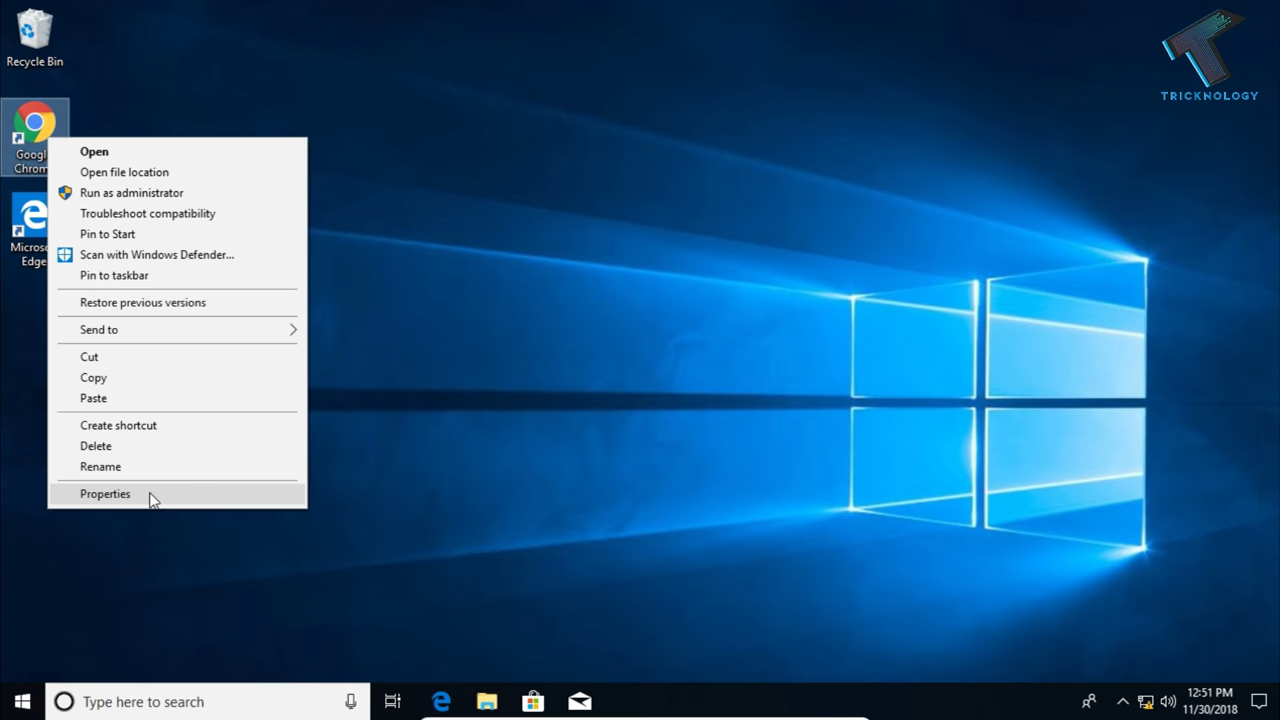 Recycle Bin
TRICKNOLOGY
Google
Chrom
Micros
Edge
Open
Open file location
Run as administrator
Troubleshoot compatibility
Pin to Start
Scan with Windows Defender...
Pin to taskbar
Restore previous versions
Send to
Cut
Copy
Paste
Create shortcut
Delete
Rename
Properties
Type here to search
12:51 PM
11/30/2018